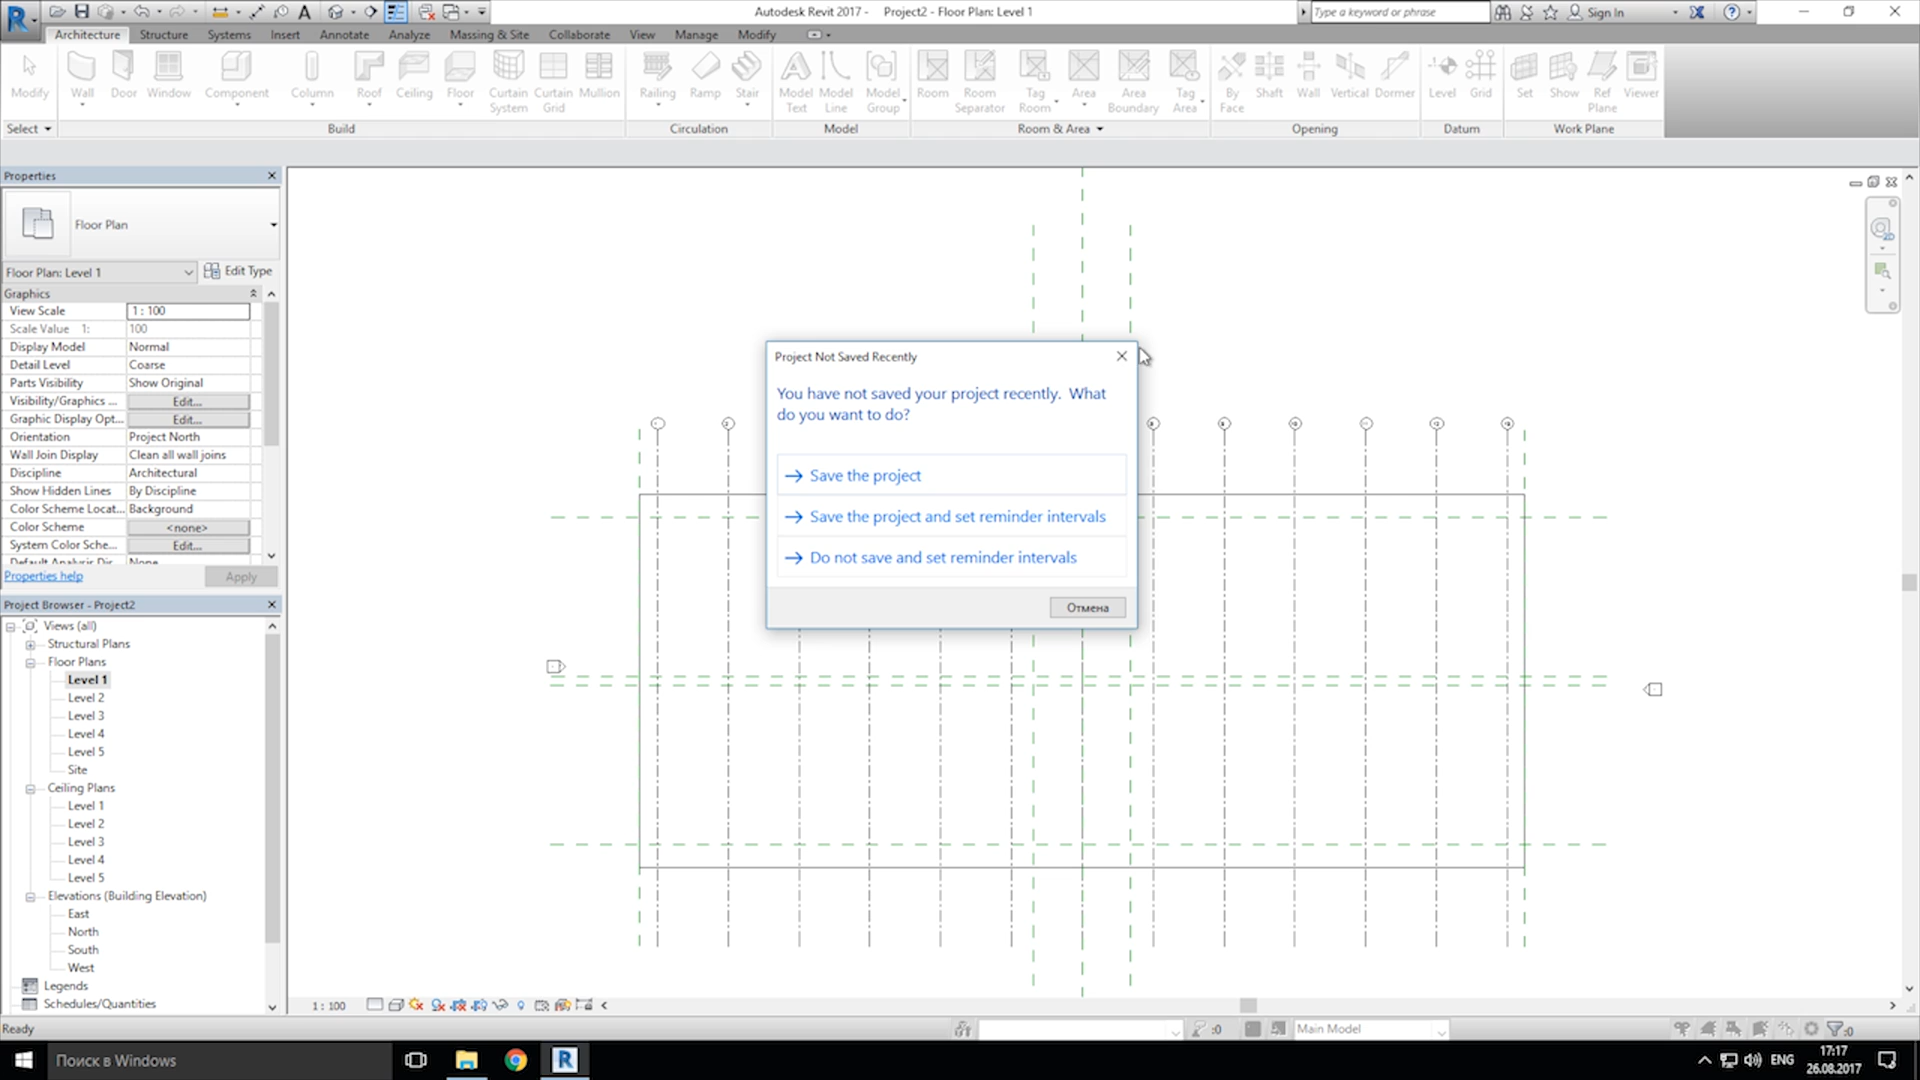 Autodesk Revit 2017 - Project2 - Floor Plan: Level 1
Type a keyword or phrase
Sign In
Architecture Structure Systems Insert Annotate Analyze Massing & Site Collaborate View Manage Modify
Modify
Wall
Door
Window
Component
Column
Roof
Ceiling
Floor
Curtain System
Curtain Grid
Mullion
Railing
Ramp
Stair
Model Text
Model Line
Model Group
Room
Room Separator
Tag Room
Area
Area Boundary
Tag Area
By Face
Shaft
Wall
Vertical
Dormer
Level
Grid
Set
Show
Ref Plane
Viewer
Select
Build
Circulation
Model
Room & Area
Opening
Datum
Work Plane
Properties
Floor Plan
Floor Plan: Level 1
Edit Type
Graphics
View Scale 1 : 100
Scale Value 1: 100
Display Model Normal
Detail Level Coarse
Parts Visibility Show Original
Visibility/Graphics ... Edit...
Graphic Display Opt... Edit...
Orientation Project North
Wall Join Display Clean all wall joins
Discipline Architectural
Show Hidden Lines By Discipline
Color Scheme Locat... Background
Color Scheme <none>
System Color Sche... Edit...
Default Analysis Dir... None
Properties help
Apply
Project Browser - Project2
Views (all)
Structural Plans
Floor Plans
Level 1
Level 2
Level 3
Level 4
Level 5
Site
Ceiling Plans
Level 1
Level 2
Level 3
Level 4
Level 5
Elevations (Building Elevation)
East
North
South
West
Legends
Schedules/Quantities
Project Not Saved Recently
You have not saved your project recently. What
do you want to do?
Save the project
Save the project and set reminder intervals
Do not save and set reminder intervals
Отмена
1 : 100
Ready
:0
Main Model
:0
Поиск в Windows
ENG
17:17
26.08.2017